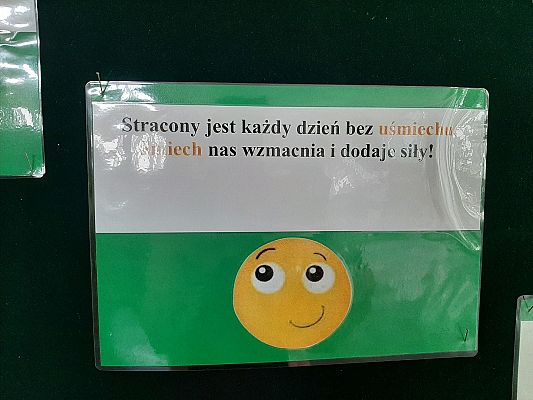 Stracony jest każdy dzień bez uśmiechu
śmiech nas wzmacnia i dodaje siły!